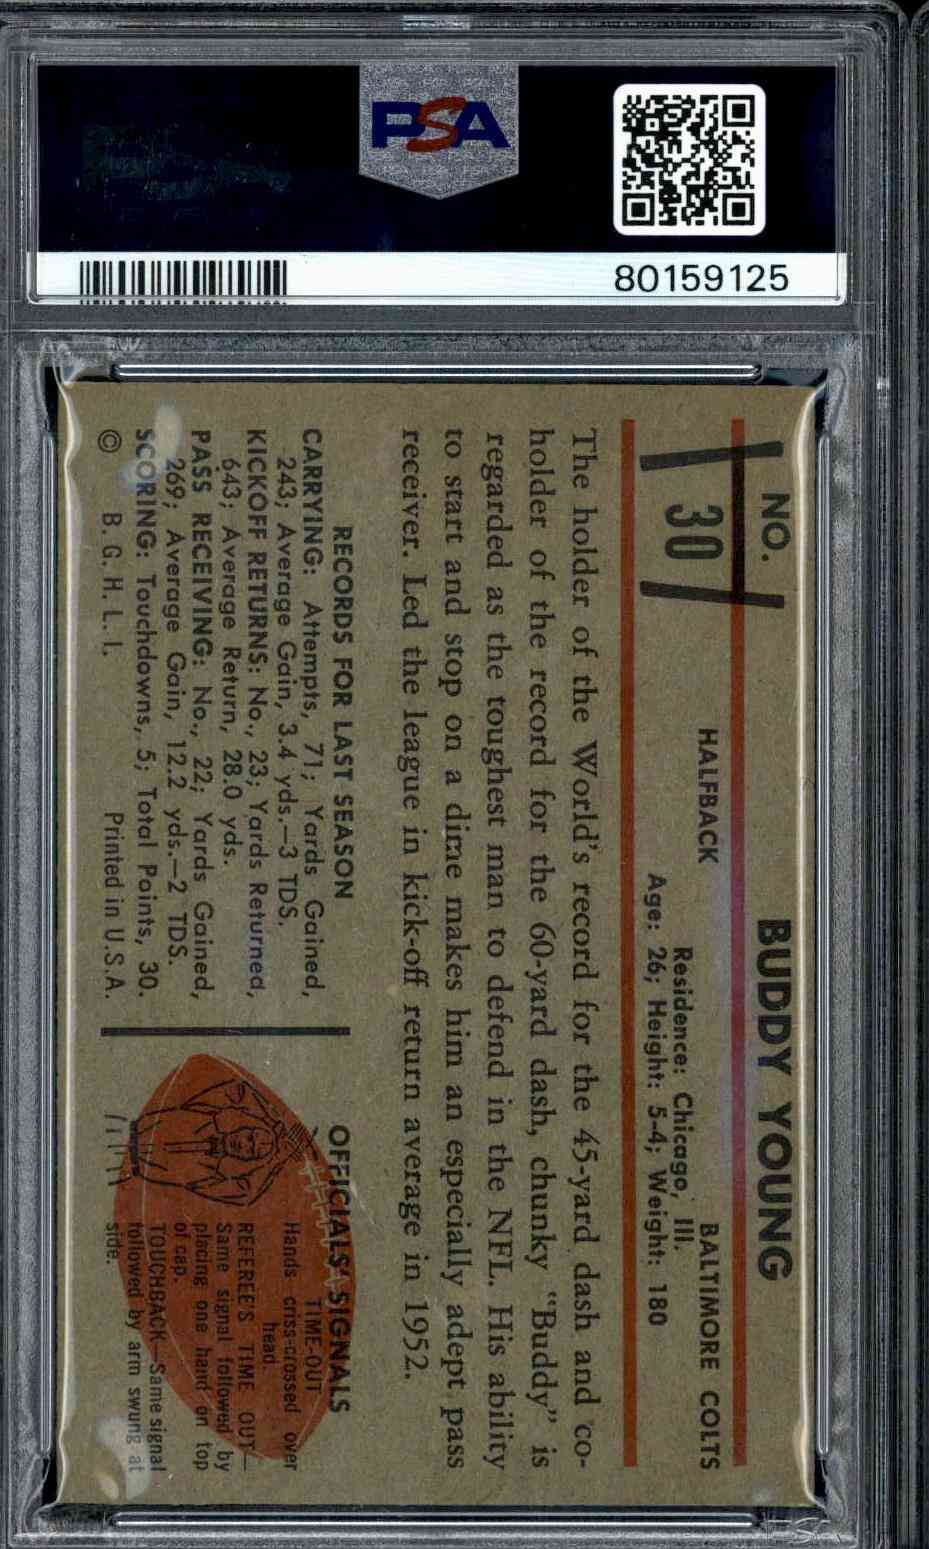 PSA
80159125
NO.
30
BUDDY YOUNG
HALFBACK
BALTIMORE COLTS
Residence: Chicago, Ill.
Age: 26; Height: 5-4; Weight: 180
The holder of the World's record for the 45-yard dash and co-
holder of the record for the 60-yard dash, chunky "Buddy" is
regarded as the toughest man to defend in the NFL. His ability
to start and stop on a dime makes him an especially adept pass
receiver. Led the league in kick-off return average in 1952.
RECORDS FOR LAST SEASON
CARRYING: Attempts, 71; Yards Gained,
243; Average Gain, 3.4 yds.—3 TDS.
KICKOFF RETURNS: No., 23; Yards Returned,
643; Average Return, 28.0 yds.
PASS RECEIVING: No., 22; Yards Gained,
269; Average Gain, 12.2 yds.—2 TDS.
SCORING: Touchdowns, 5; Total Points, 30.
© B. G. H. L. I. Printed in U.S.A.
OFFICIALS' SIGNALS
TIME-OUT
Hands criss-crossed over
head.
REFEREE'S TIME OUT—
Same signal followed by
placing one hand on top
of cap.
TOUCHBACK—Same signal
followed by arm swung at
side.